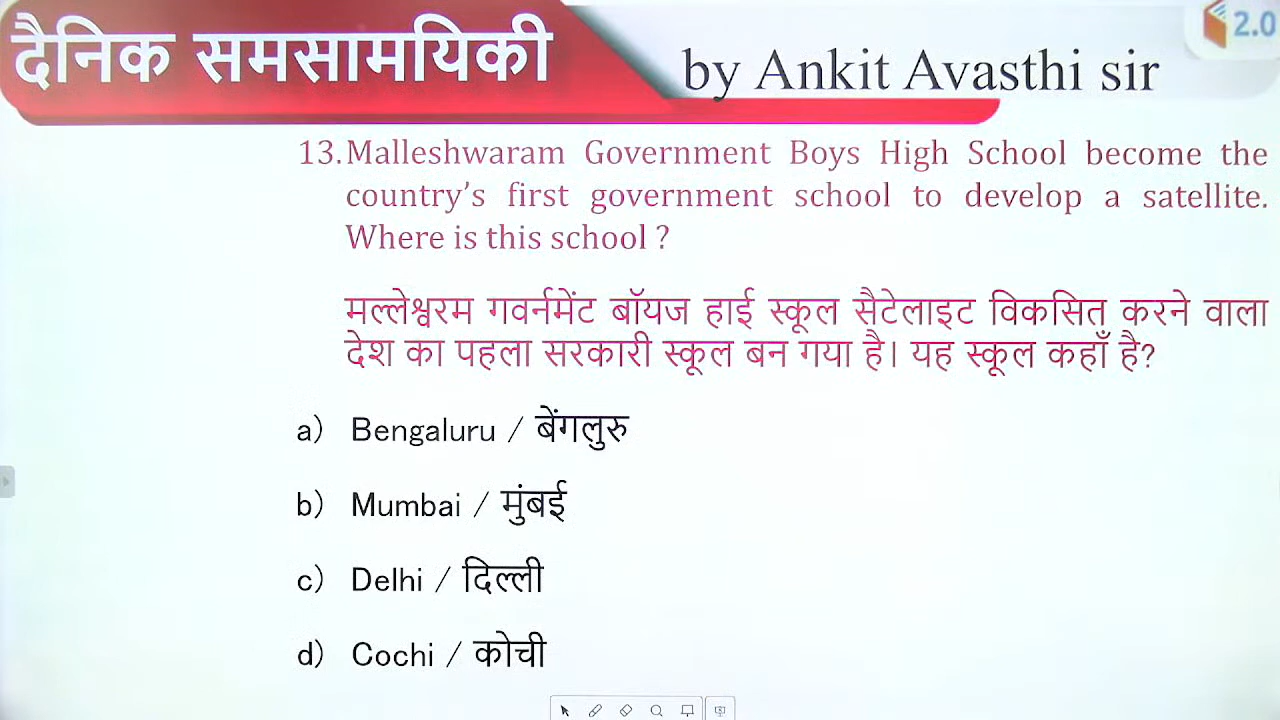 दैनिक समसामयिकी
by Ankit Avasthi sir
2.0
13. Malleshwaram Government Boys High School become the
country's first government school to develop a satellite.
Where is this school ?
मल्लेश्वरम गवर्नमेंट बॉयज हाई स्कूल सैटेलाइट विकसित करने वाला
देश का पहला सरकारी स्कूल बन गया है। यह स्कूल कहाँ है?
a) Bengaluru / बेंगलुरु
b) Mumbai / मुंबई
c) Delhi / दिल्ली
d) Cochi / कोची